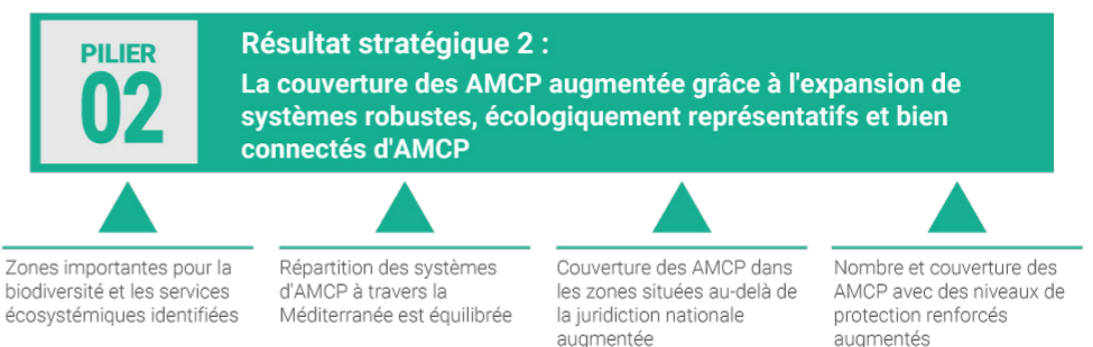 PILIER
02
Résultat stratégique 2 :
La couverture des AMCP augmentée grâce à l'expansion de
systèmes robustes, écologiquement représentatifs et bien
connectés d'AMCP
Zones importantes pour la
biodiversité et les services
écosystémiques identifiées
Répartition des systèmes
d'AMCP à travers la
Méditerranée est équilibrée
Couverture des AMCP dans
les zones situées au-delà de
la juridiction nationale
augmentée
Nombre et couverture des
AMCP avec des niveaux de
protection renforcés
augmentés